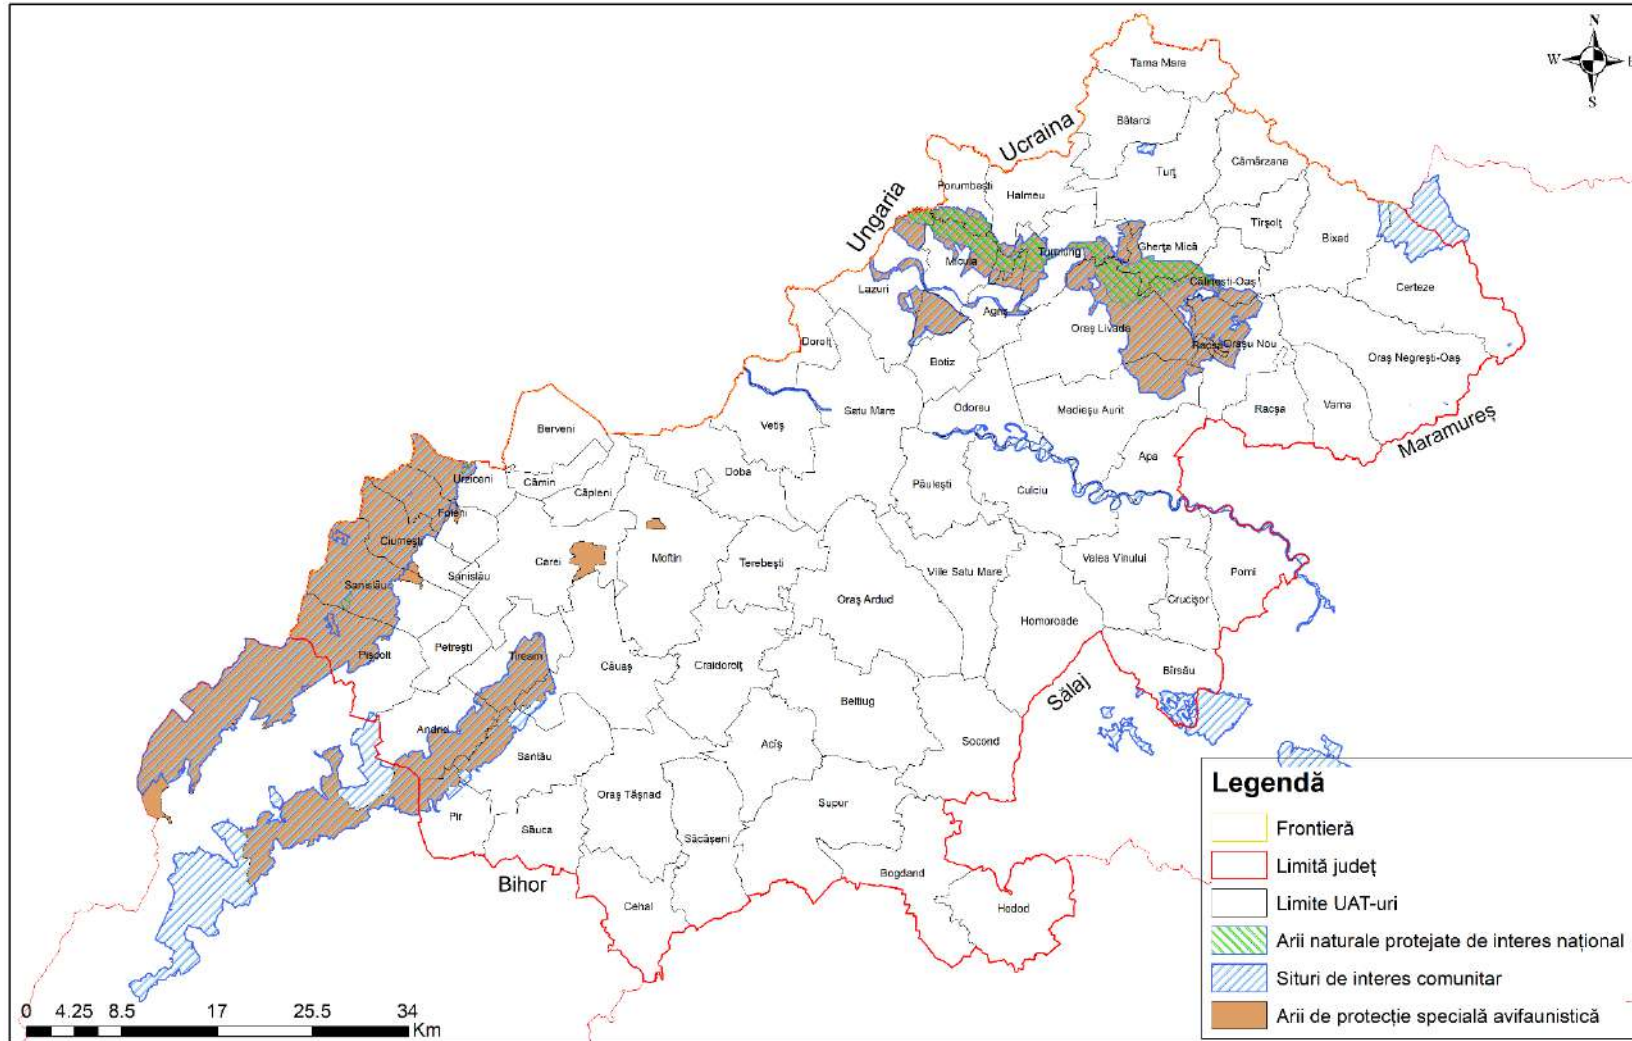 N
W
E
S
Tarna Mare
Ucraina
Bătarci
Cămărzana
Turț
Porumbești
Halmeu
Ungaria
Tîrșolț
Bixad
Turulung
Gherța Mică
Micula
Lazuri
Călinești-Oaș
Certeze
Agriș
Oraș Livada
Dorolț
Racșa
Orașu Nou
Oraș Negrești-Oaș
Botiz
Satu Mare
Odoreu
Medieșu Aurit
Racșa
Vama
Maramureș
Berveni
Vetiș
Apa
Urziceni
Cămin
Căpleni
Doba
Păulești
Culciu
Foieni
Ciumești
Sanislău
Sanislău
Carei
Moftin
Terebești
Viile Satu Mare
Valea Vinului
Pomi
Oraș Ardud
Crucișor
Homoroade
Petrești
Pișcolt
Tiream
Căuaș
Craidorolț
Bîrsău
Sălaj
Beltiug
Andrid
Socond
Acîș
Santău
Oraș Tășnad
Supur
Pir
Săuca
Săcășeni
Bihor
Bogdand
Cehal
Hodod
Legendă
Frontieră
Limită județ
Limite UAT-uri
Arii naturale protejate de interes național
Situri de interes comunitar
Arii de protecție specială avifaunistică
0 4.25 8.5 17 25.5 34
Km